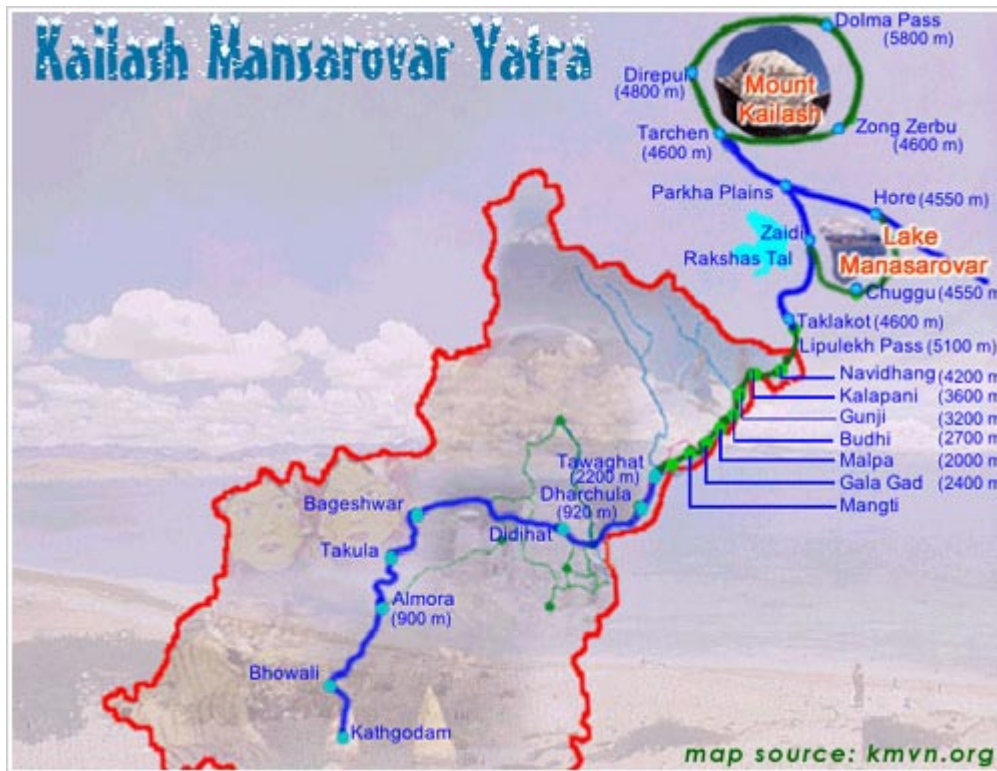 Kailash Mansarovar Yatra
Dolma Pass
(5800 m)
Direpul
(4800 m)
Mount
Kailash
Tarchen
(4600 m)
Zong Zerbu
(4600 m)
Parkha Plains
Hore (4550 m)
Zaidi
Lake
Manasarovar
Rakshas Tal
Chuggu (4550 m
Taklakot (4600 m)
Lipulekh Pass (5100 m)
Navidhang (4200 m
Kalapani (3600 m
Gunji (3200 m
Budhi (2700 m
Malpa (2000 m
Gala Gad (2400 m
Mangti
Tawaghat
(2200 m)
Dharchula
(920 m)
Bageshwar
Didihat
Takula
Almora
(900 m)
Bhowali
Kathgodam
map source: kmvn.org